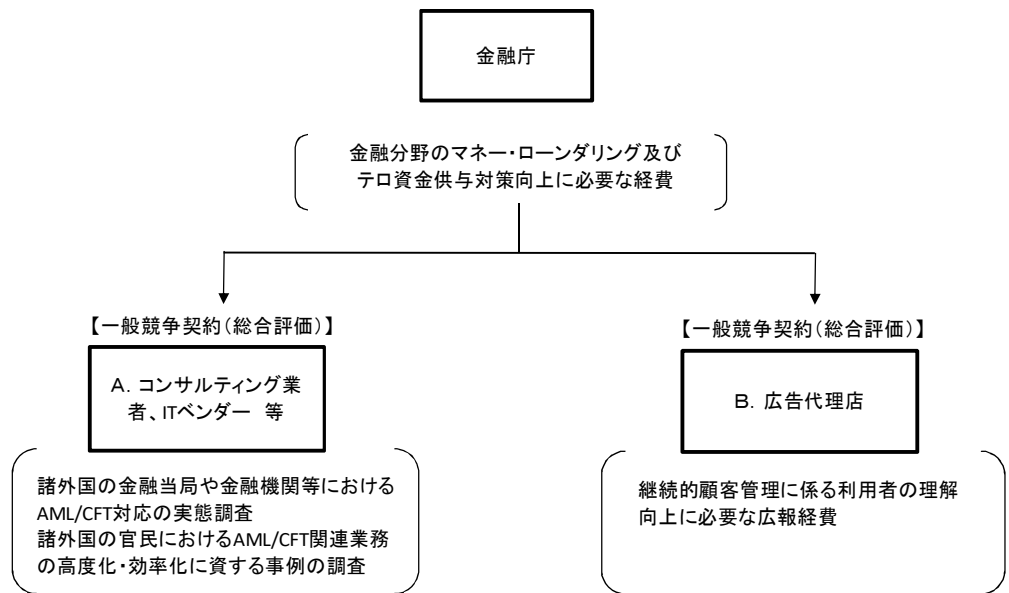 金融庁
金融分野のマネー・ローンダリング及び
テロ資金供与対策向上に必要な経費
【一般競争契約(総合評価)】
A. コンサルティング業
者、ITベンダー 等
諸外国の金融当局や金融機関等における
AML/CFT対応の実態調査
諸外国の官民におけるAML/CFT関連業務
の高度化・効率化に資する事例の調査
【一般競争契約(総合評価)】
B. 広告代理店
継続的顧客管理に係る利用者の理解
向上に必要な広報経費